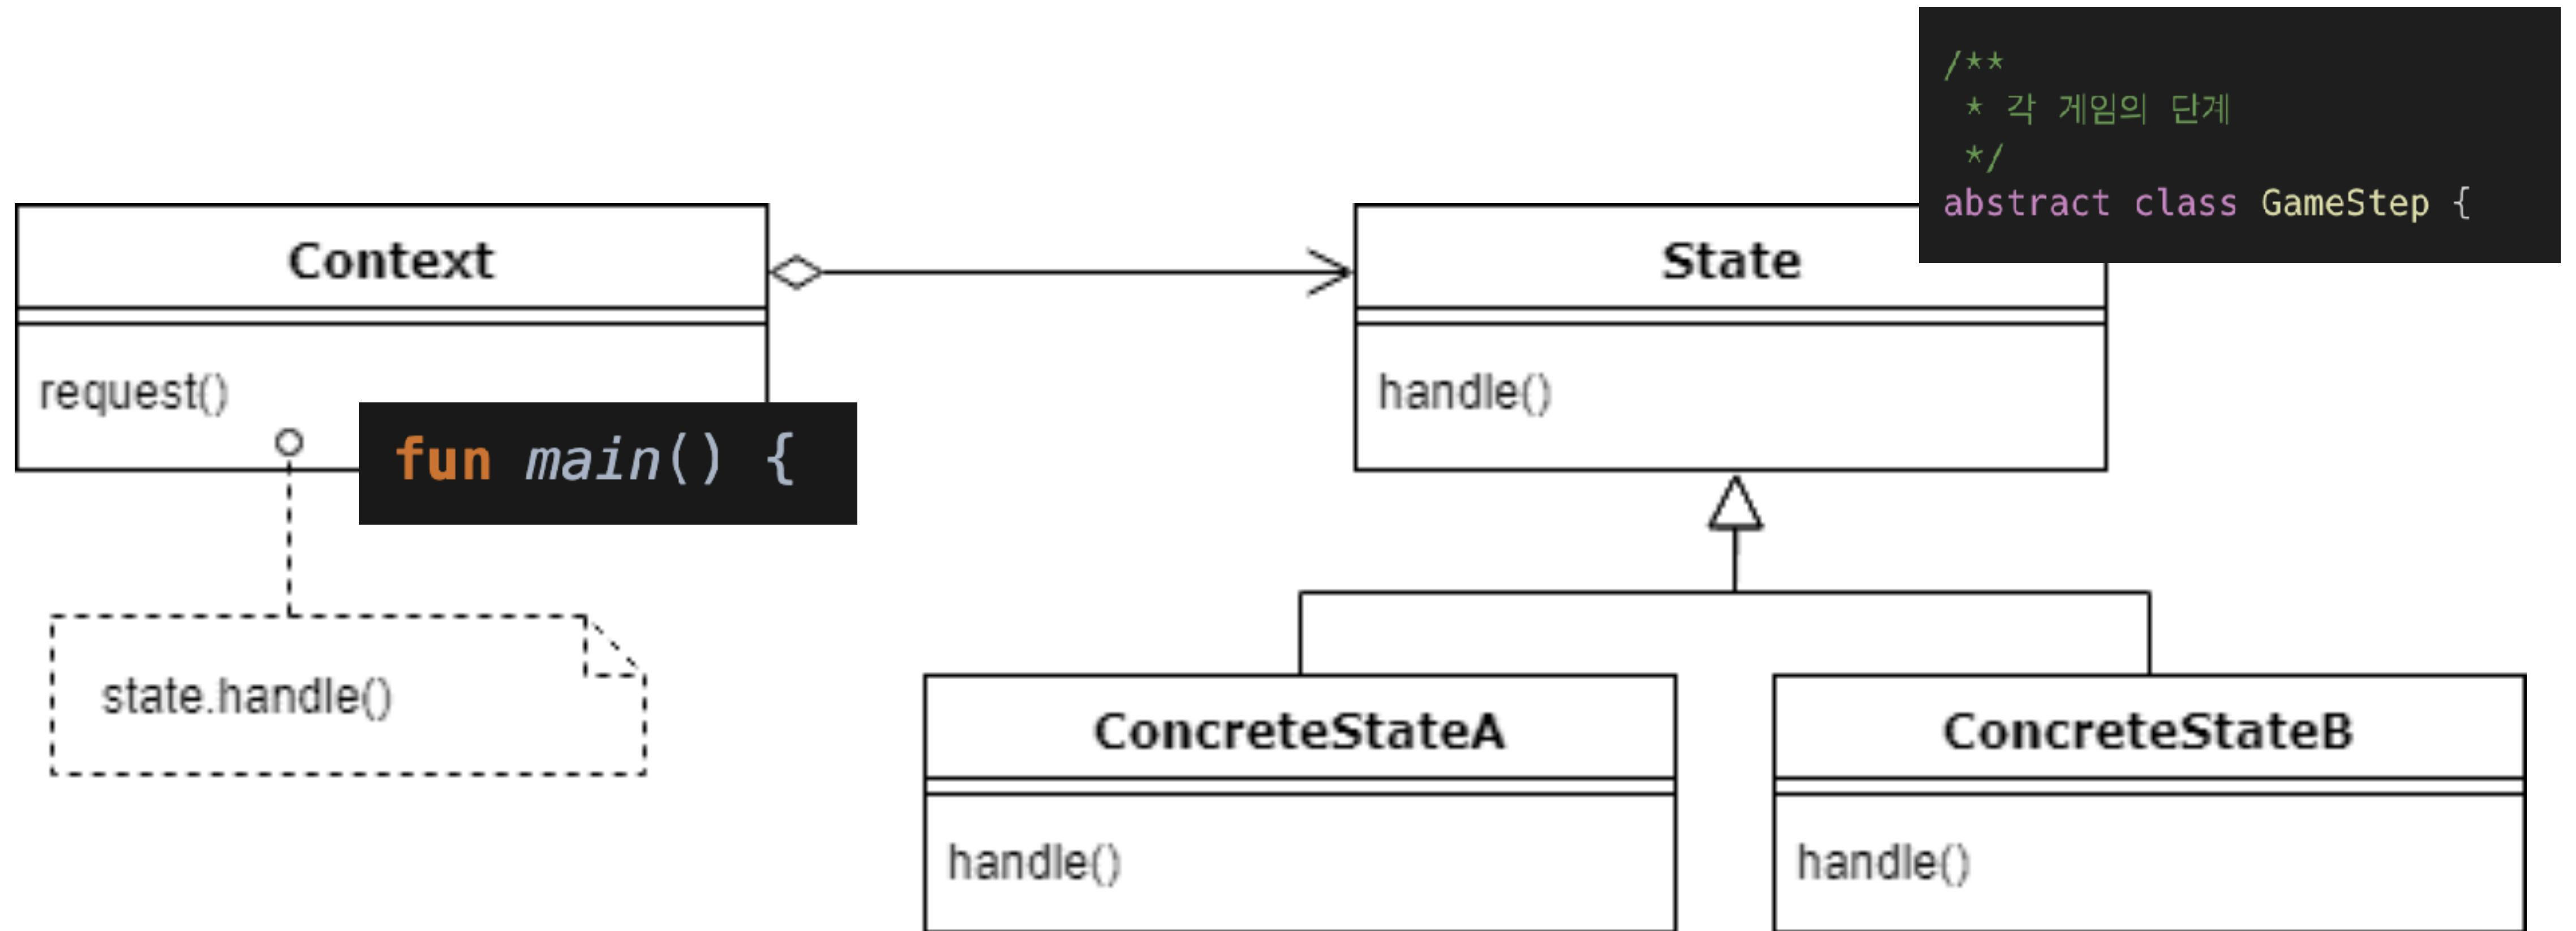 /**
* 각 게임의 단계
*/
abstract class GameStep {
Context
State
request()
handle()
fun main() {
state.handle()
ConcreteStateA
ConcreteStateB
handle()
handle()